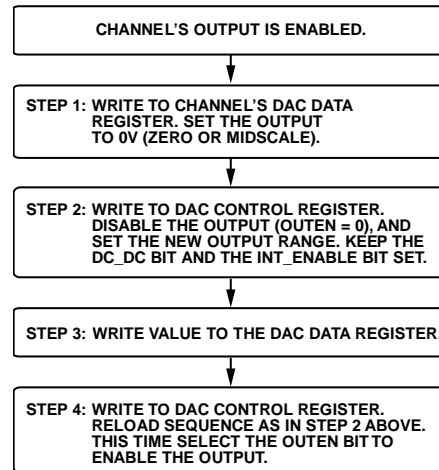 CHANNEL'S OUTPUT IS ENABLED.
STEP 1: WRITE TO CHANNEL'S DAC DATA
REGISTER. SET THE OUTPUT
TO 0V (ZERO OR MIDSCALE).
STEP 2: WRITE TO DAC CONTROL REGISTER.
DISABLE THE OUTPUT (OUTEN = 0), AND
SET THE NEW OUTPUT RANGE. KEEP THE
DC_DC BIT AND THE INT_ENABLE BIT SET.
STEP 3: WRITE VALUE TO THE DAC DATA REGISTER.
STEP 4: WRITE TO DAC CONTROL REGISTER.
RELOAD SEQUENCE AS IN STEP 2 ABOVE.
THIS TIME SELECT THE OUTEN BIT TO
ENABLE THE OUTPUT.